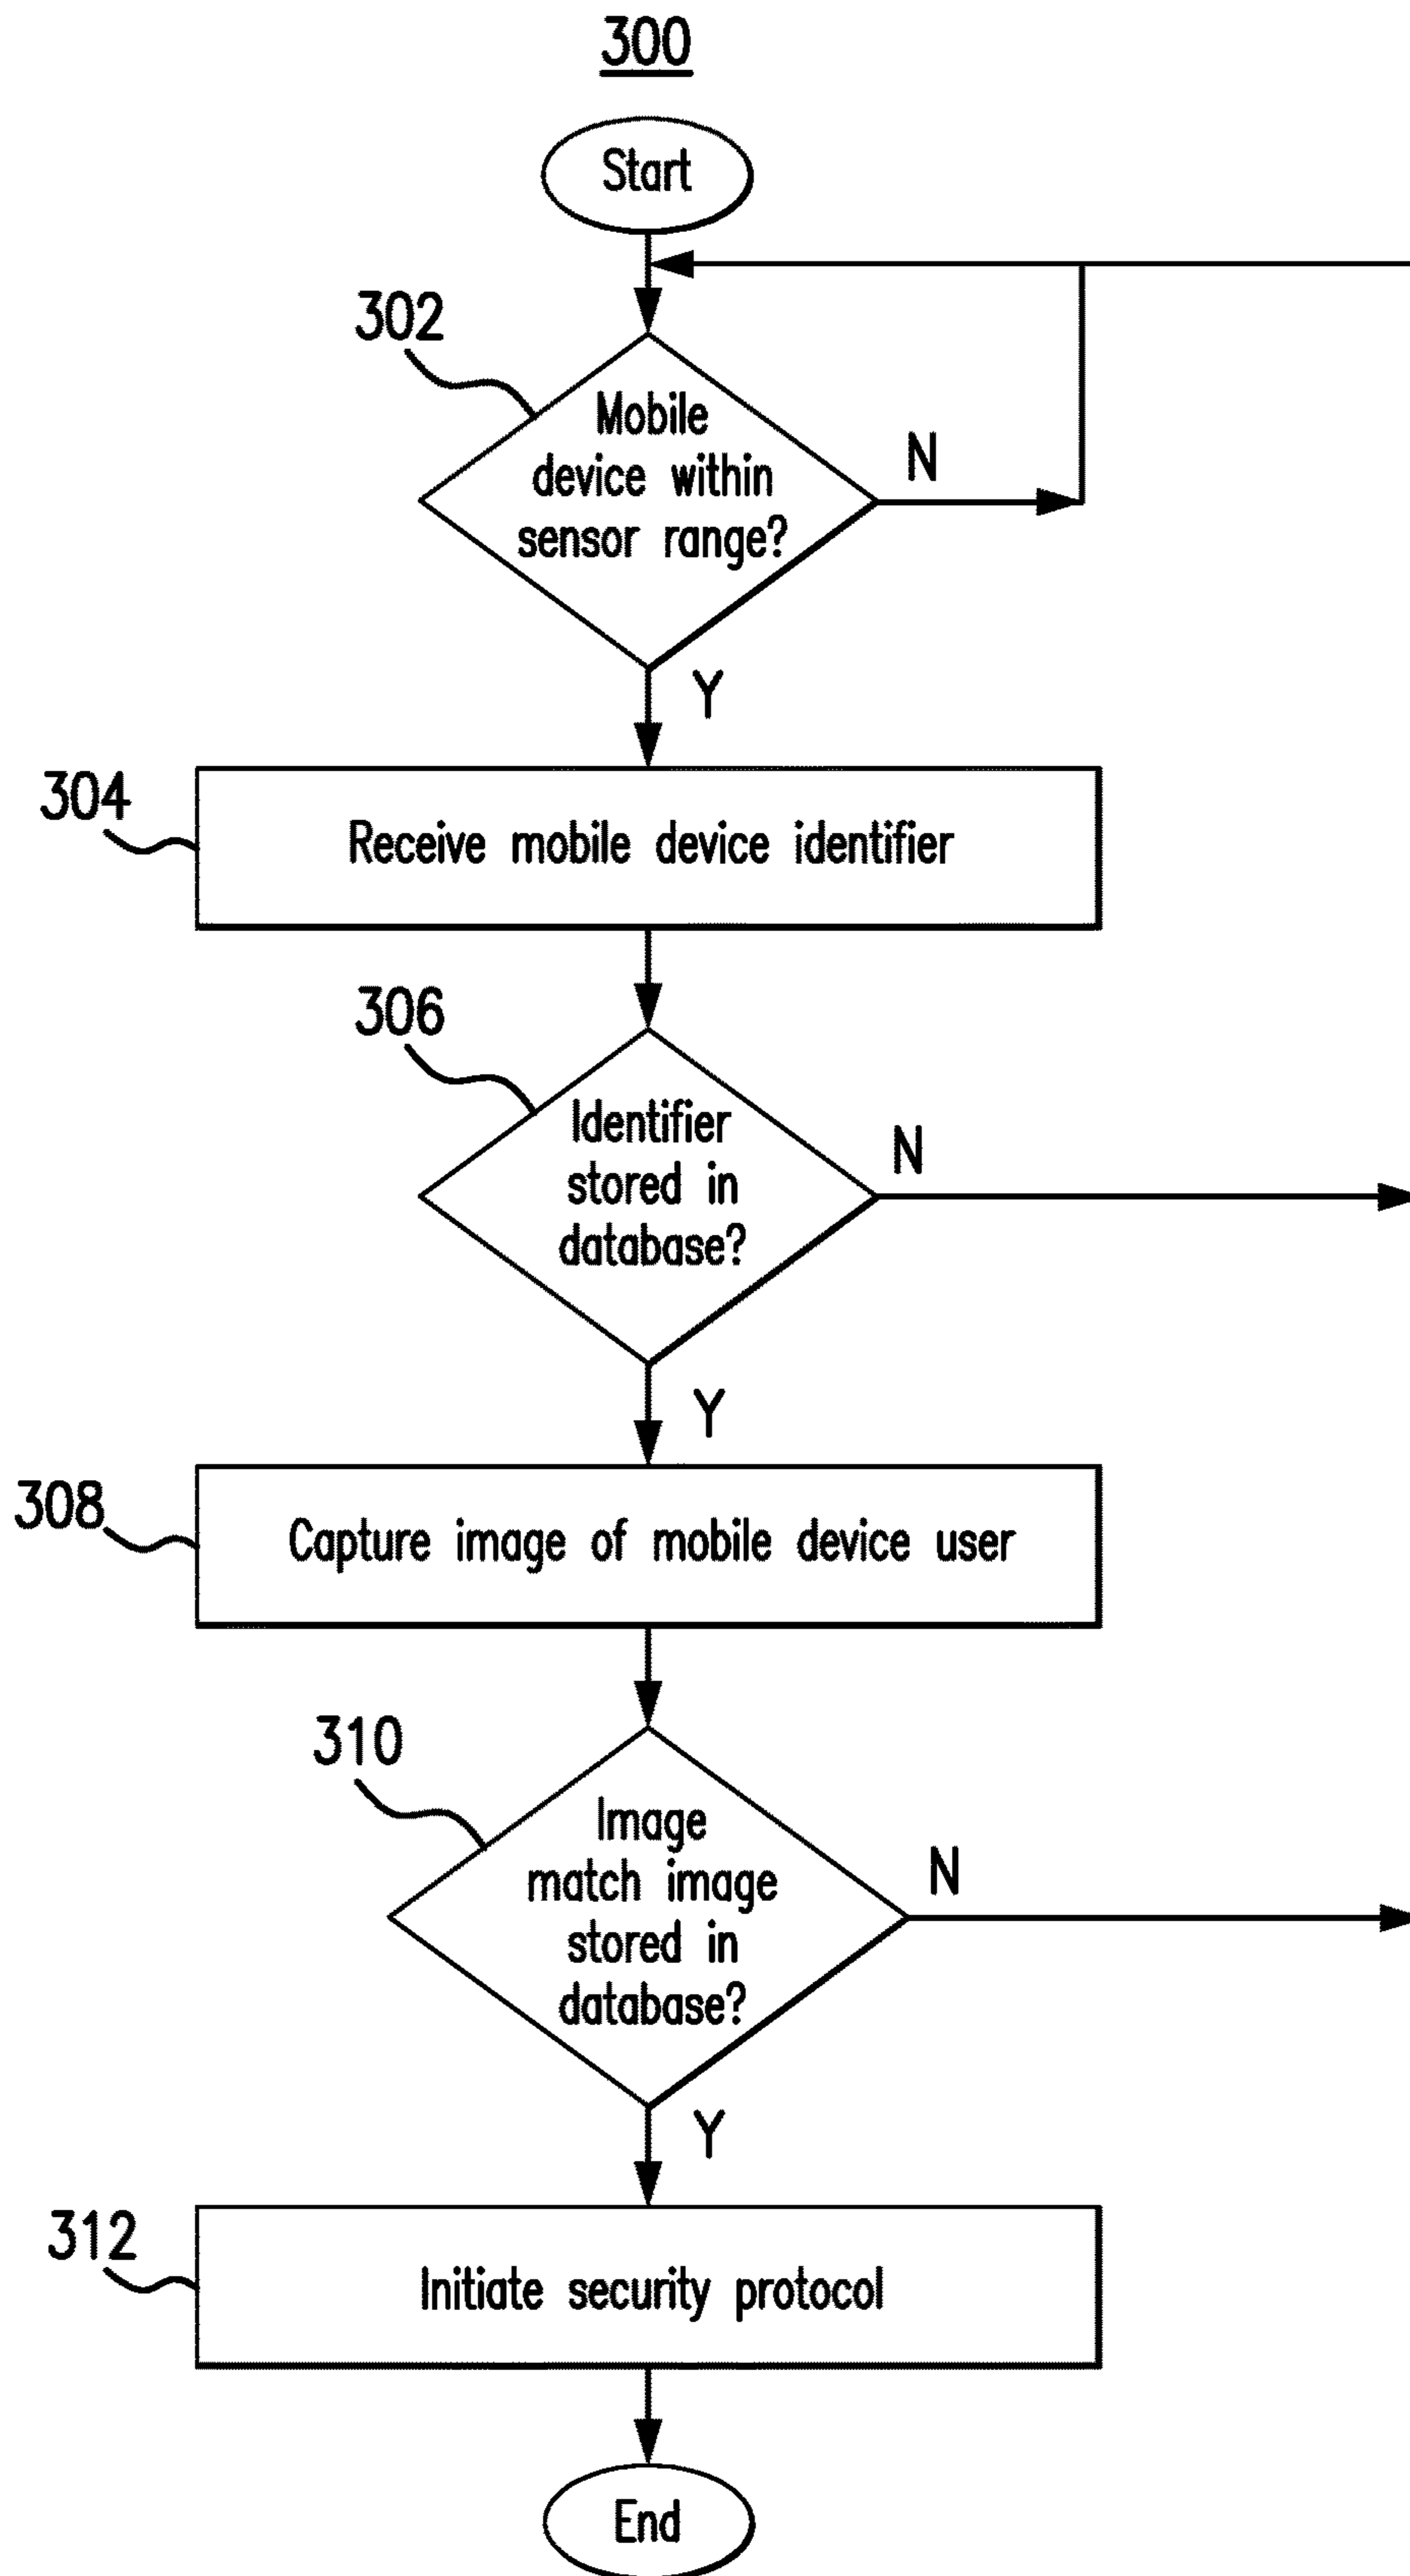 300
Start
302
Mobile
device within
sensor range?
N
Y
304
Receive mobile device identifier
306
Identifier
stored in
database?
N
Y
308
Capture image of mobile device user
310
Image
match image
stored in
database?
N
Y
312
Initiate security protocol
End